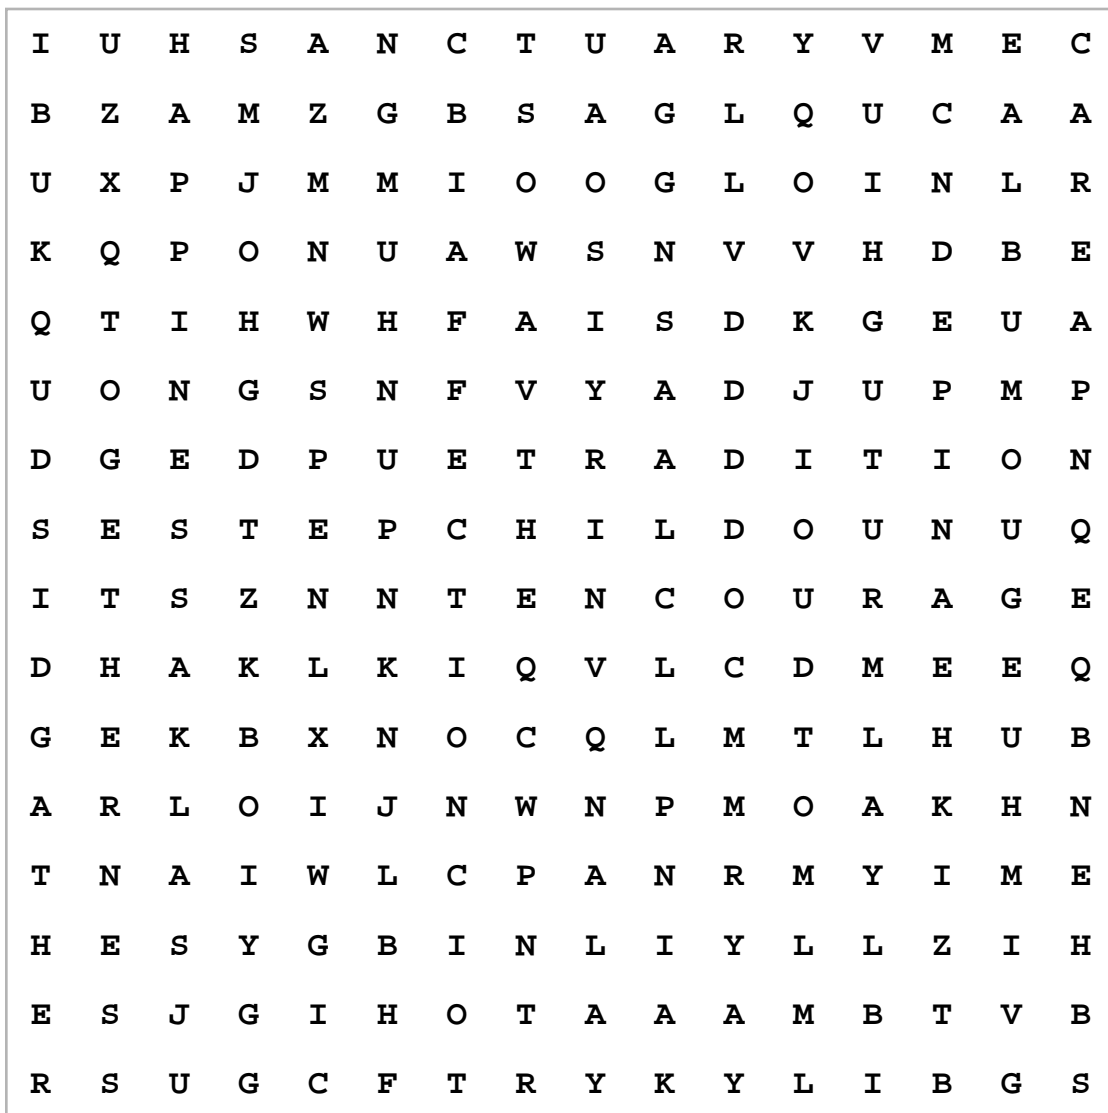 I U H S A N C T U A R Y V M E C
B Z A M Z G B S A G L Q U C A A
U X P J M M I O O G L O I N L R
K Q P O N U A W S N V V H D B E
Q T I H W H F A I S D K G E U A
U O N G S N F V Y A D J U P M P
D G E D P U E T R A D I T I O N
S E S T E P C H I L D O U N U Q
I T S Z N N T E N C O U R A G E
D H A K L K I Q V L C D M E E Q
G E K B X N O C Q L M T L H U B
A R L O I J N W N P M O A K H N
T N A I W L C P A N R M Y I M E
H E S Y G B I N L I Y L L Z I H
E S J G I H O T A A A M B T V B
R S U G C F T R Y K Y L I B G S